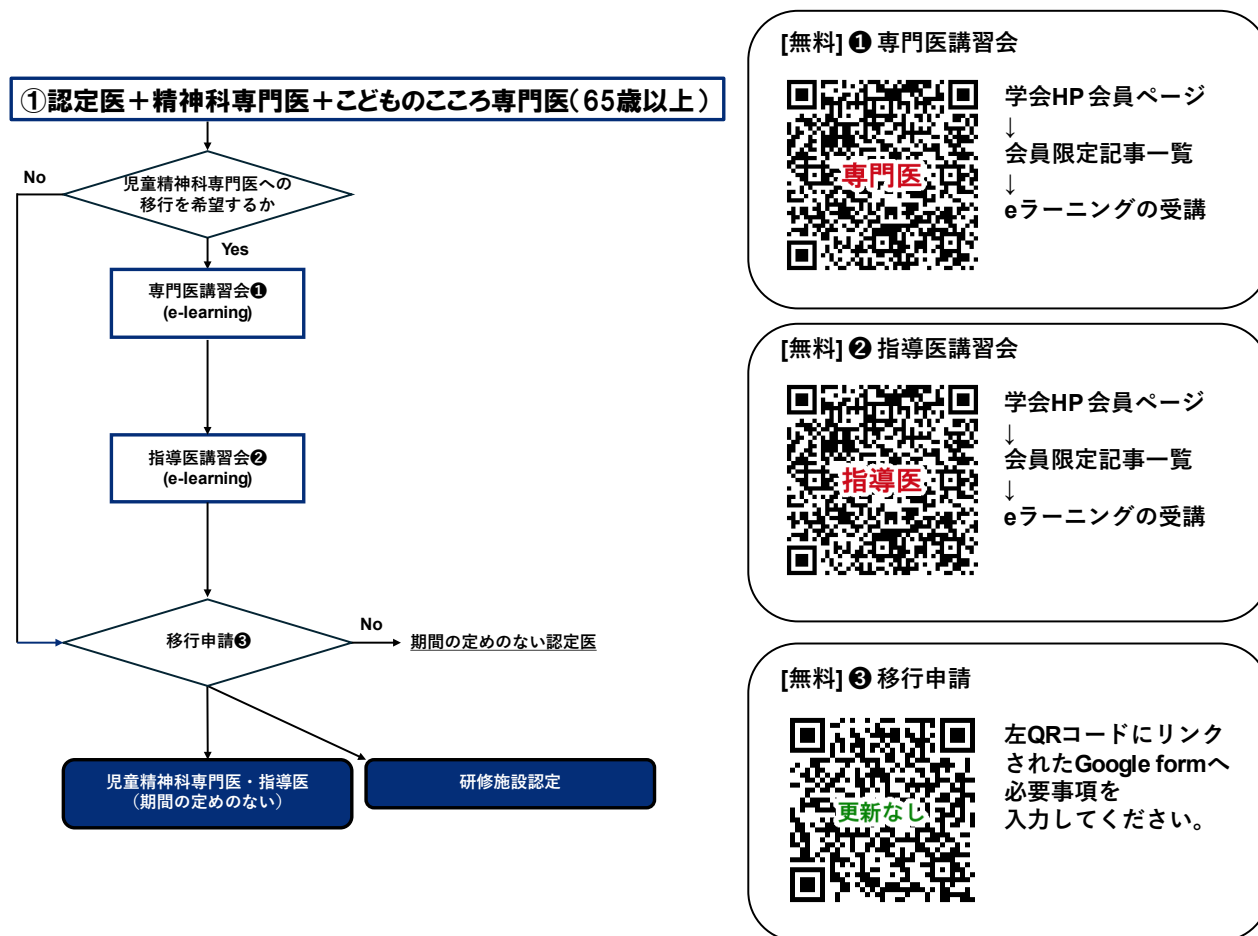 ①認定医＋精神科専門医＋こどものこころ専門医（65歳以上）
No
児童精神科専門医への
移行を希望するか
Yes
専門医講習会❶
(e-learning)
指導医講習会❷
(e-learning)
移行申請❸
No
期間の定めのない認定医
児童精神科専門医・指導医
（期間の定めのない）
研修施設認定
[無料] ❶ 専門医講習会
専門医
学会HP 会員ページ
↓
会員限定記事一覧
↓
eラーニングの受講
[無料] ❷ 指導医講習会
指導医
学会HP 会員ページ
↓
会員限定記事一覧
↓
eラーニングの受講
[無料] ❸ 移行申請
更新なし
左QRコードにリンク
されたGoogle formへ
必要事項を
入力してください。